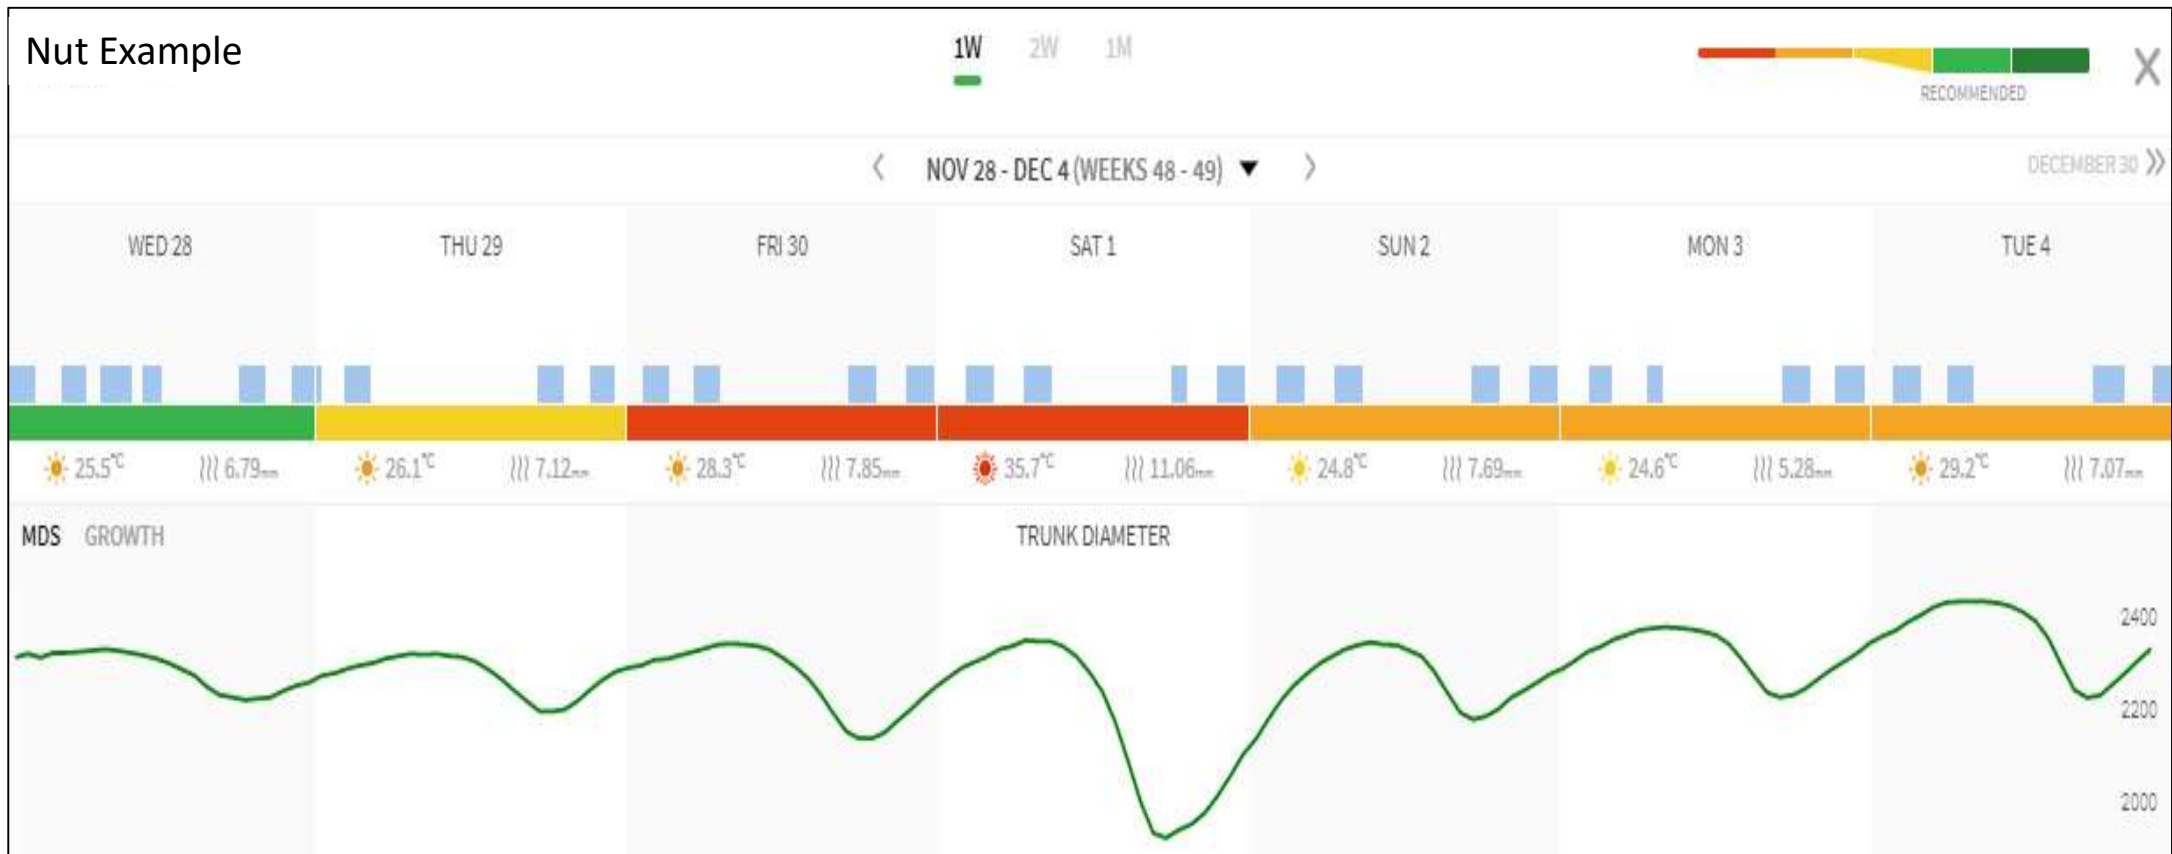 Nut Example
1W 2W 1M
RECOMMENDED
X
NOV 28 - DEC 4 (WEEKS 48 - 49)
DECEMBER 30
WED 28 THU 29 FRI 30 SAT 1 SUN 2 MON 3 TUE 4
25.5°C 6.79mm 26.1°C 7.12mm 28.3°C 7.85mm 35.7°C 11.06mm 24.8°C 7.69mm 24.6°C 5.28mm 29.2°C 7.07mm
MDS GROWTH TRUNK DIAMETER
2400
2200
2000